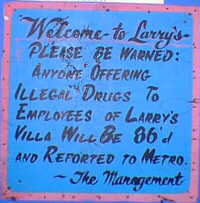 Welcome to Larry's
PLEASE BE WARNED:
ANYONE OFFERING
ILLEGAL DRUGS TO
EMPLOYEES OF LARRY'S
VILLA WILL BE 86'd
AND REPORTED TO METRO.
~ The Management